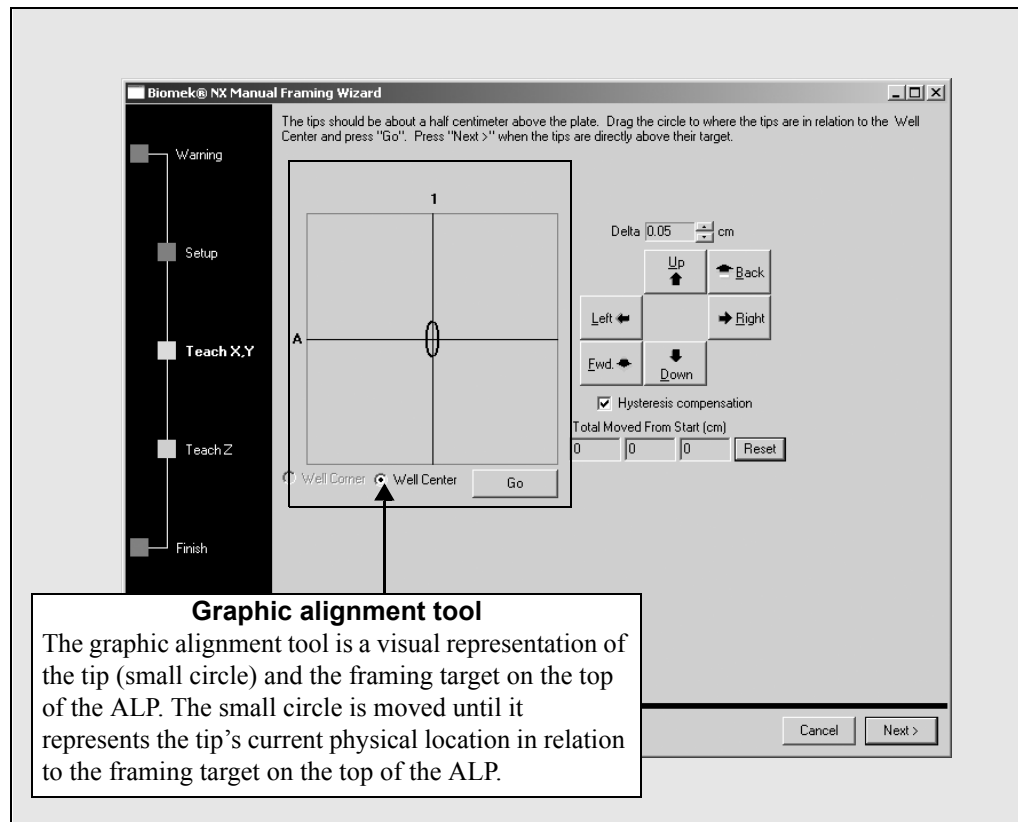 Biomek® NX Manual Framing Wizard
The tips should be about a half centimeter above the plate. Drag the circle to where the tips are in relation to the Well
Center and press "Go". Press "Next >" when the tips are directly above their target.
Warning
Setup
Teach X,Y
Teach Z
Finish
1
A
Well Corner
Well Center
Go
Delta 0.05 cm
Up
Back
Left
Right
Fwd.
Down
Hysteresis compensation
Total Moved From Start (cm)
0 0 0 Reset
Graphic alignment tool
The graphic alignment tool is a visual representation of
the tip (small circle) and the framing target on the top
of the ALP. The small circle is moved until it
represents the tip’s current physical location in relation
to the framing target on the top of the ALP.
Cancel
Next >